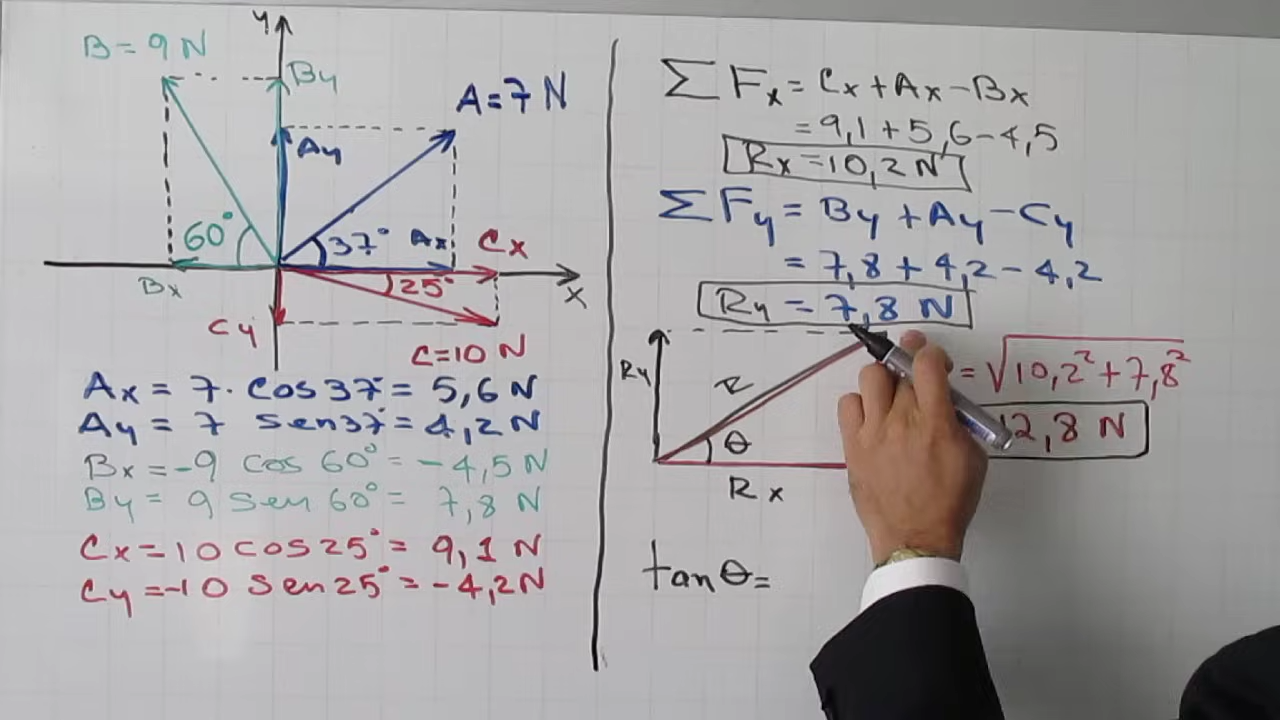 y
B = 9 N
By
A = 7 N
Ay
60°
37°
Ax
Cx
Bx
25°
x
Cy
C = 10 N
Ax = 7 · cos 37° = 5,6 N
Ay = 7 sen 37° = 4,2 N
Bx = -9 cos 60° = -4,5 N
By = 9 sen 60° = 7,8 N
Cx = 10 cos 25° = 9,1 N
Cy = -10 sen 25° = -4,2 N
∑ Fx = Cx + Ax - Bx
= 9,1 + 5,6 - 4,5
Rx = 10,2 N
∑ Fy = By + Ay - Cy
= 7,8 + 4,2 - 4,2
Ry = 7,8 N
Ry
R
θ
Rx
= √10,2² + 7,8²
12,8 N
tan θ =